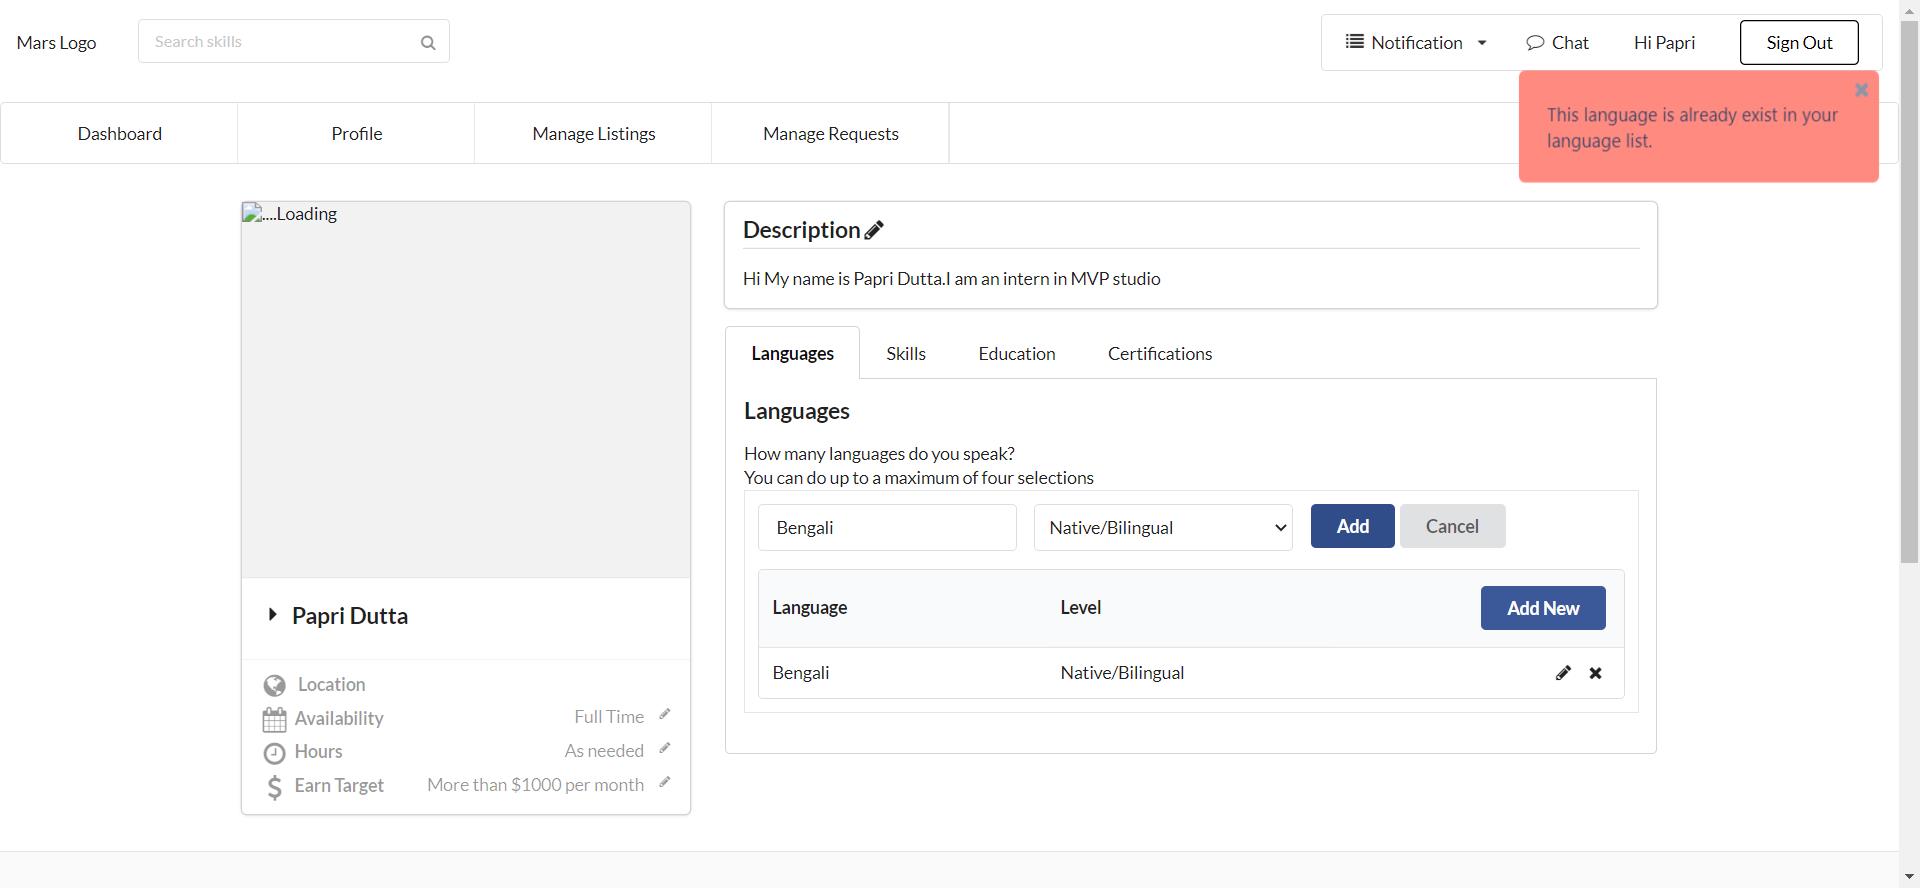 Mars Logo
Search skills
Notification
Chat
Hi Papri
Sign Out
This language is already exist in your
language list.
Dashboard
Profile
Manage Listings
Manage Requests
....Loading
Papri Dutta
Location
Availability
Full Time
Hours
As needed
Earn Target
More than $1000 per month
Description
Hi My name is Papri Dutta.I am an intern in MVP studio
Languages
Skills
Education
Certifications
Languages
How many languages do you speak?
You can do up to a maximum of four selections
Bengali
Native/Bilingual
Add
Cancel
Language
Level
Add New
Bengali
Native/Bilingual